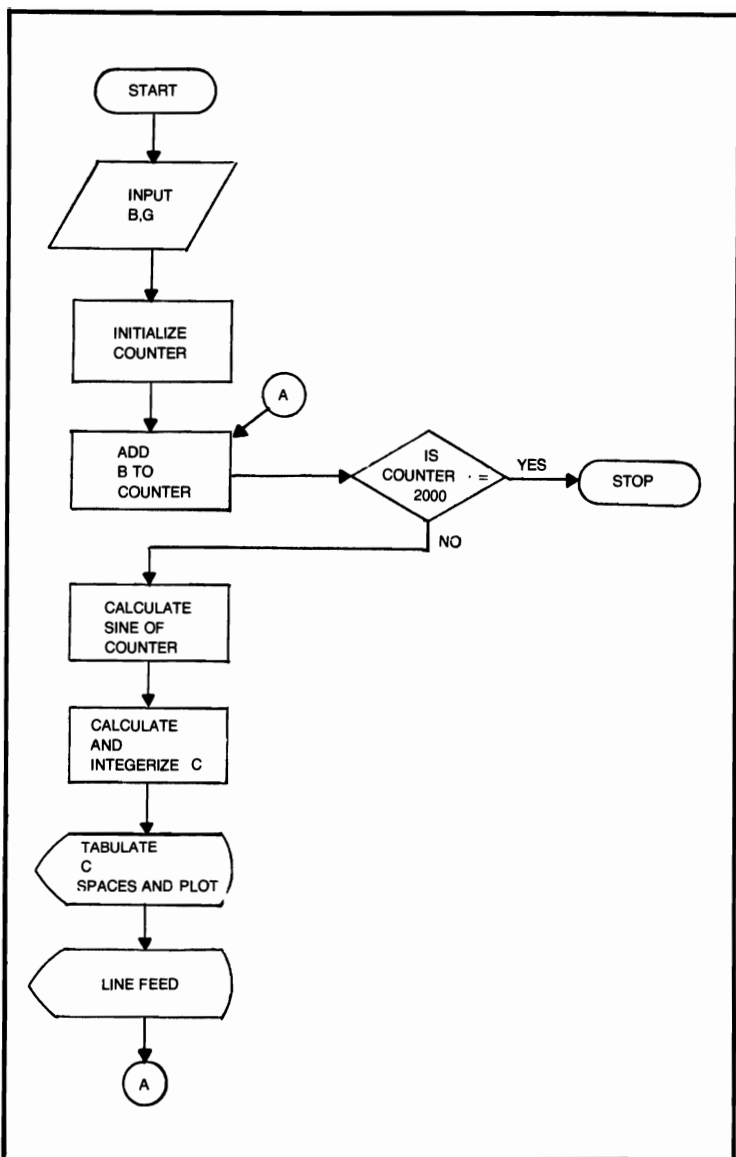 START
INPUT
B,G
INITIALIZE
COUNTER
A
ADD
B TO
COUNTER
IS
COUNTER · =
2000
YES
STOP
NO
CALCULATE
SINE OF
COUNTER
CALCULATE
AND
INTEGERIZE C
TABULATE
C
SPACES AND PLOT
LINE FEED
A